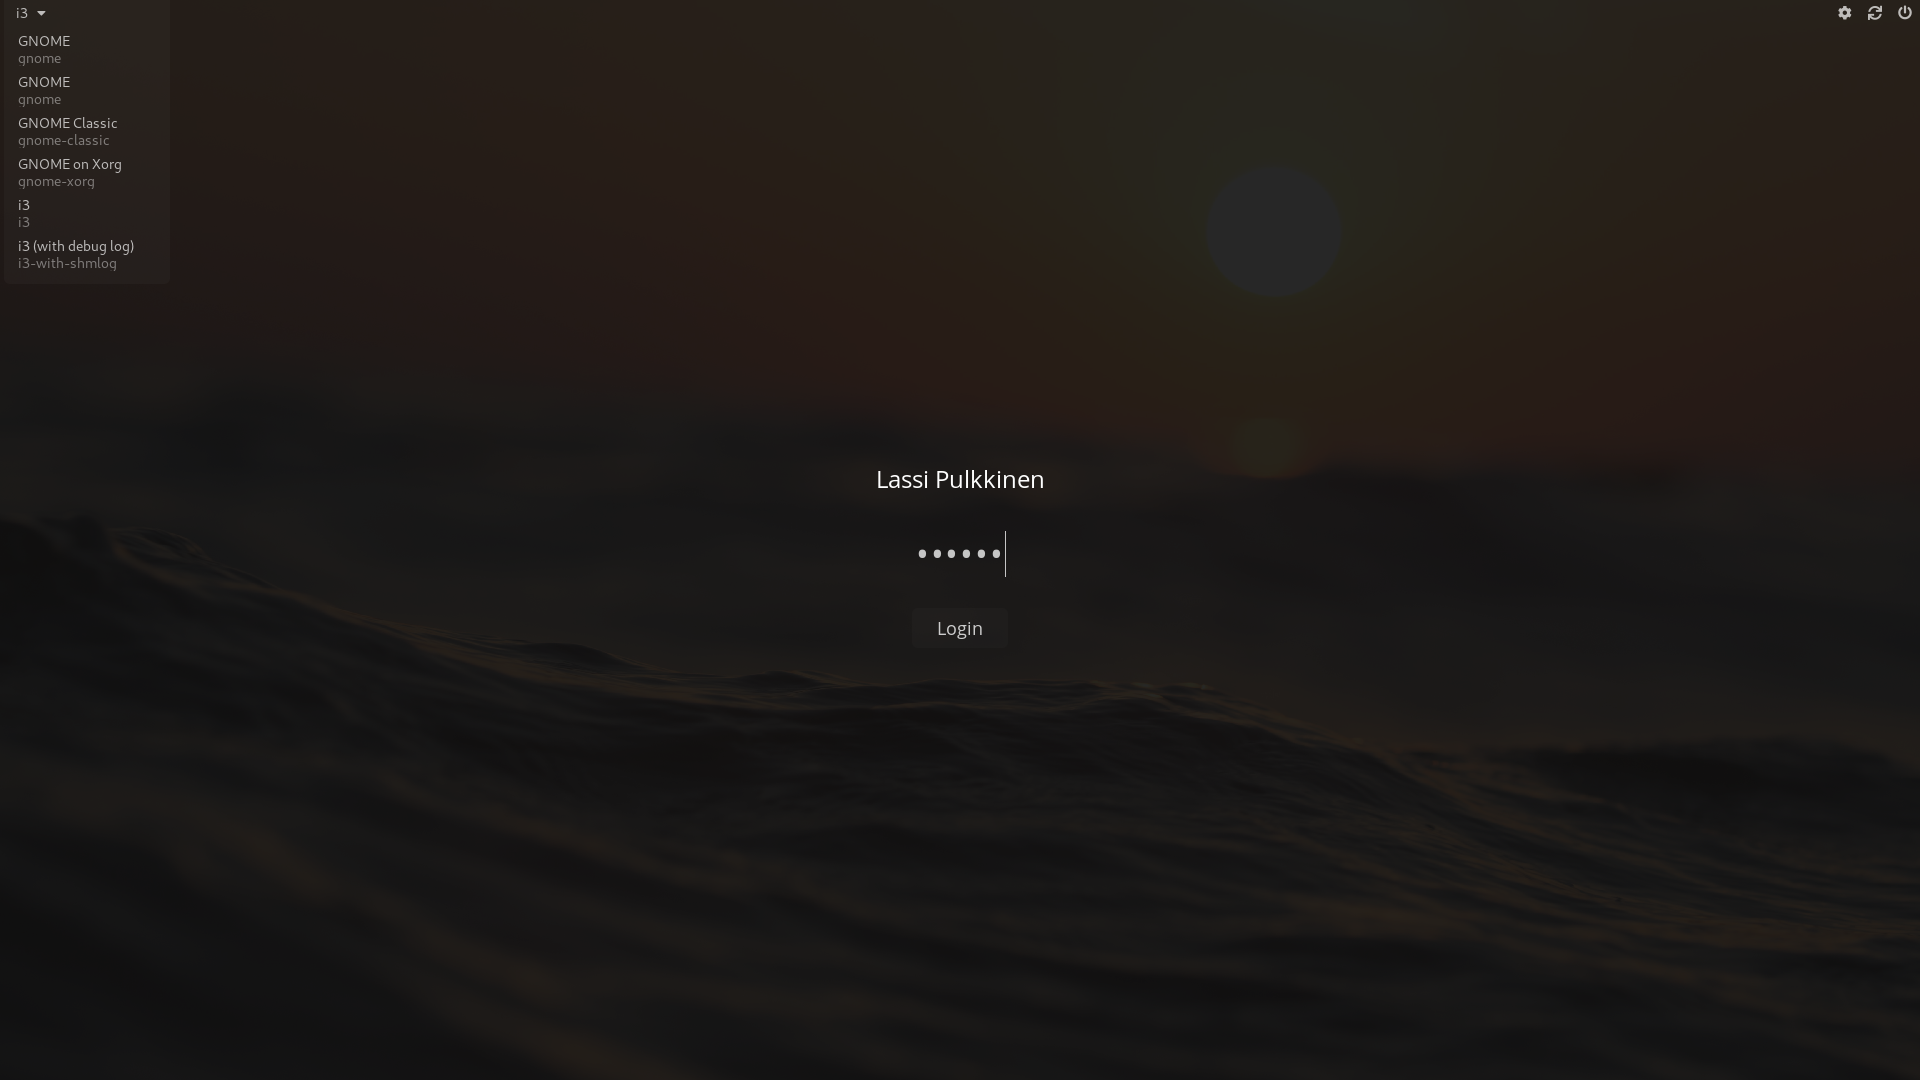 i3
GNOME
gnome
GNOME
gnome
GNOME Classic
gnome-classic
GNOME on Xorg
gnome-xorg
i3
i3
i3 (with debug log)
i3-with-shmlog
Lassi Pulkkinen
••••••
Login